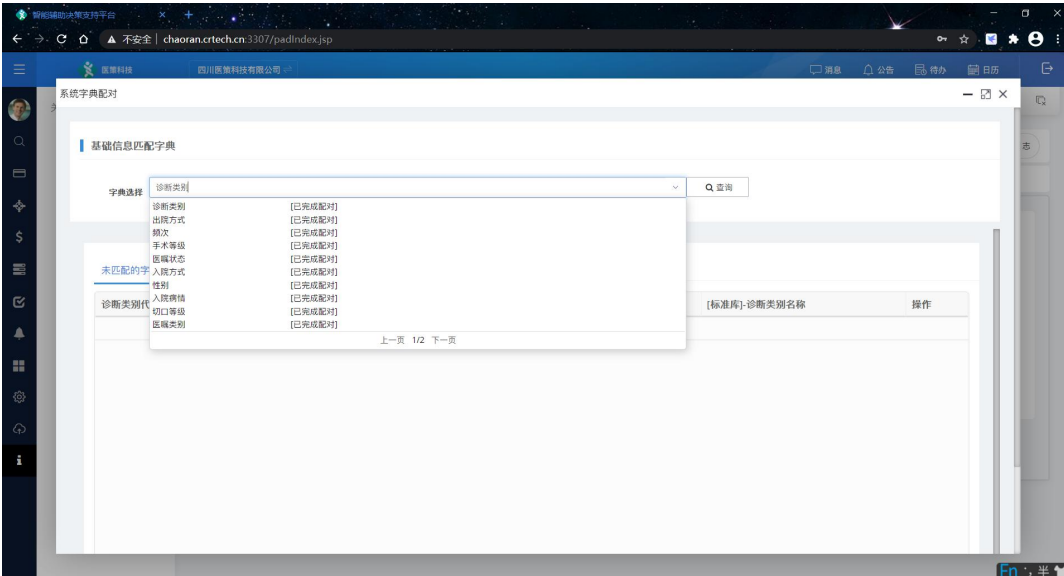 智能辅助决策支持平台
不安全 | chaoran.crtech.cn:3307/padIndex.jsp
医策科技 四川医策科技有限公司 消息 公告 待办 日历
系统字典配对
基础信息匹配字典
志
字典选择 诊断类别 查询
诊断类别 [已完成配对]
出院方式 [已完成配对]
频次 [已完成配对]
手术等级 [已完成配对]
医嘱状态 [已完成配对]
入院方式 [已完成配对]
性别 [已完成配对]
入院病情 [已完成配对]
切口等级 [已完成配对]
医嘱类别 [已完成配对]
上一页 1/2 下一页
未匹配的字
诊断类别代 [标准库]-诊断类别名称 操作
En 半